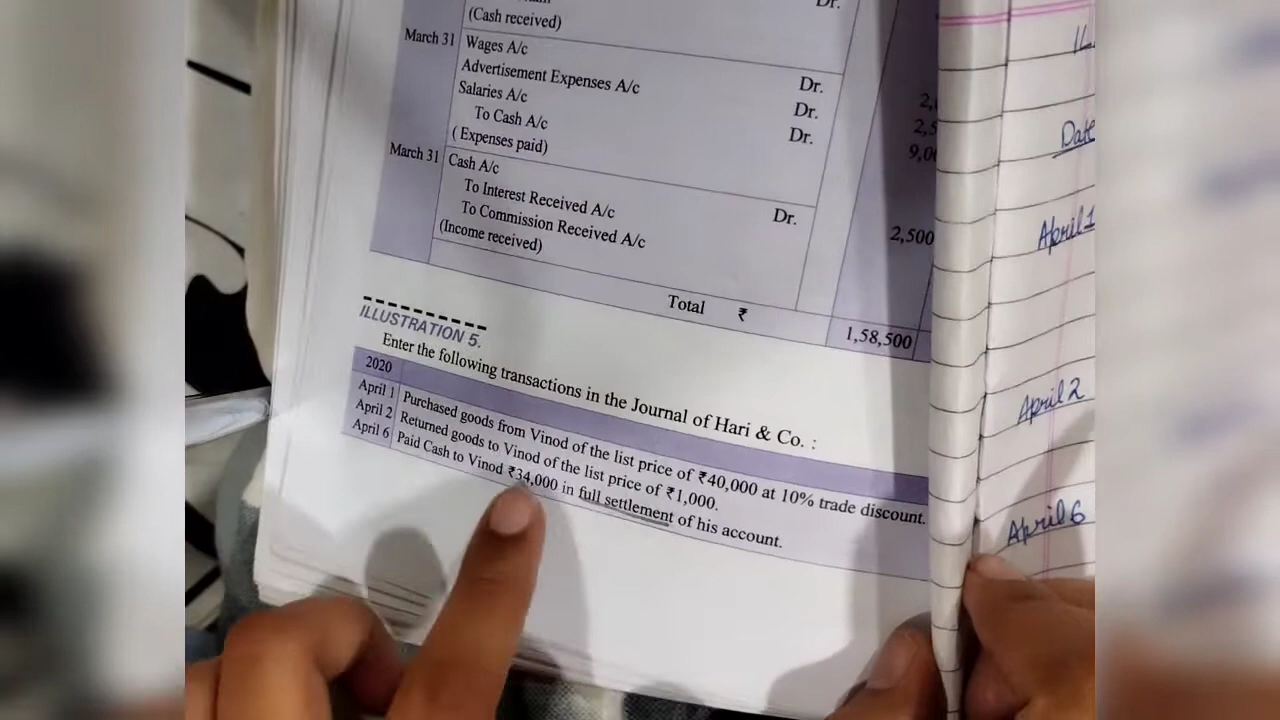 Dr.
(Cash received)
March 31 Wages A/c Dr.
Advertisement Expenses A/c Dr.
Salaries A/c Dr.
To Cash A/c
( Expenses paid)
March 31 Cash A/c Dr.
To Interest Received A/c
To Commission Received A/c
(Income received)
2,500
Total ₹ 1,58,500
ILLUSTRATION 5.
Enter the following transactions in the Journal of Hari & Co. :
2020
April 1 Purchased goods from Vinod of the list price of ₹40,000 at 10% trade discount.
April 2 Returned goods to Vinod of the list price of ₹1,000.
April 6 Paid Cash to Vinod ₹34,000 in full settlement of his account.
Date
April 1
April 2
April 6